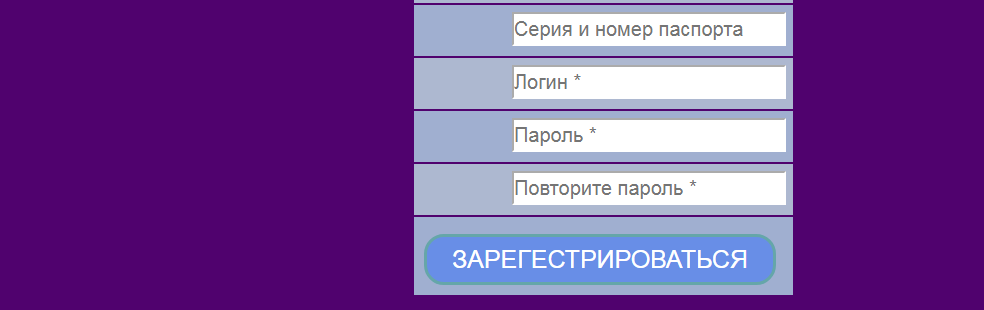 Серия и номер паспорта
Логин *
Пароль *
Повторите пароль *
ЗАРЕГЕСТРИРОВАТЬСЯ